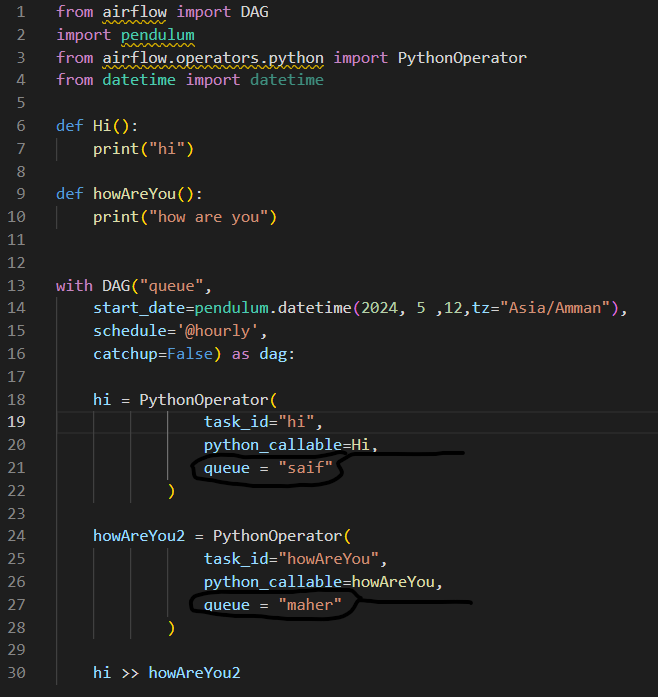 1 from airflow import DAG
2 import pendulum
3 from airflow.operators.python import PythonOperator
4 from datetime import datetime
5
6 def Hi():
7     print("hi")
8
9 def howAreYou():
10     print("how are you")
11
12
13 with DAG("queue",
14     start_date=pendulum.datetime(2024, 5 ,12,tz="Asia/Amman"),
15     schedule='@hourly',
16     catchup=False) as dag:
17
18     hi = PythonOperator(
19                 task_id="hi",
20                 python_callable=Hi,
21                 queue = "saif"
22             )
23
24     howAreYou2 = PythonOperator(
25                 task_id="howAreYou",
26                 python_callable=howAreYou,
27                 queue = "maher"
28             )
29
30     hi >> howAreYou2